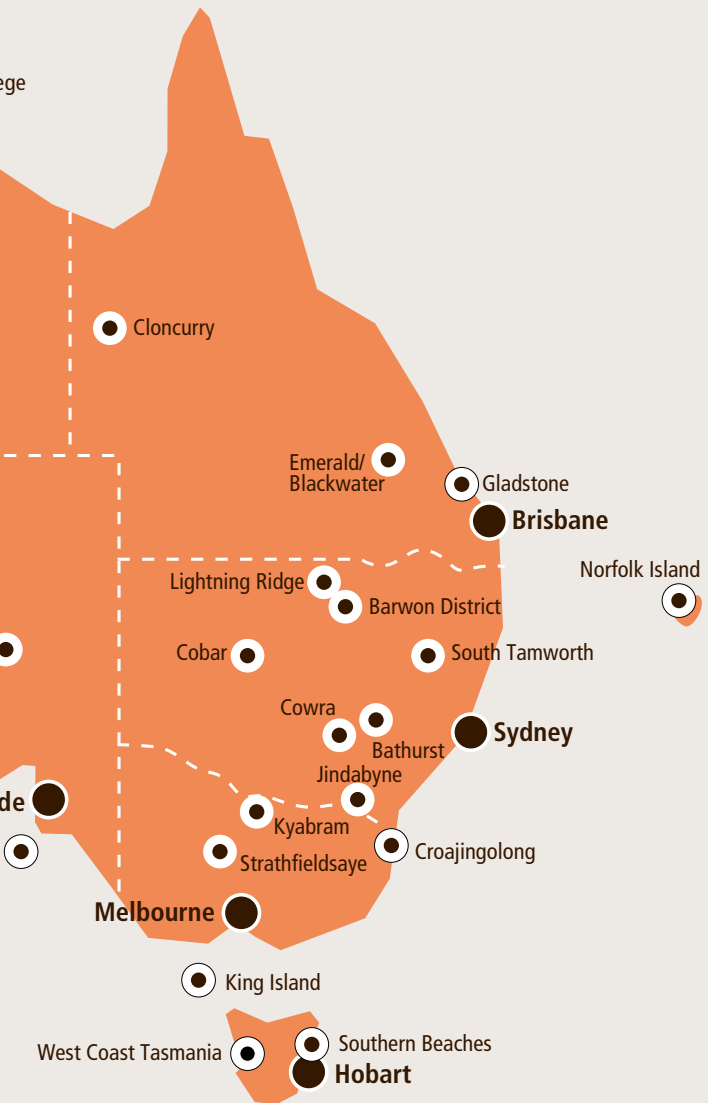 ege
Cloncurry
Emerald/
Blackwater
Gladstone
Brisbane
Norfolk Island
Lightning Ridge
Barwon District
Cobar
South Tamworth
Cowra
Sydney
Bathurst
Jindabyne
de
Kyabram
Croajingolong
Strathfieldsaye
Melbourne
King Island
Southern Beaches
West Coast Tasmania
Hobart